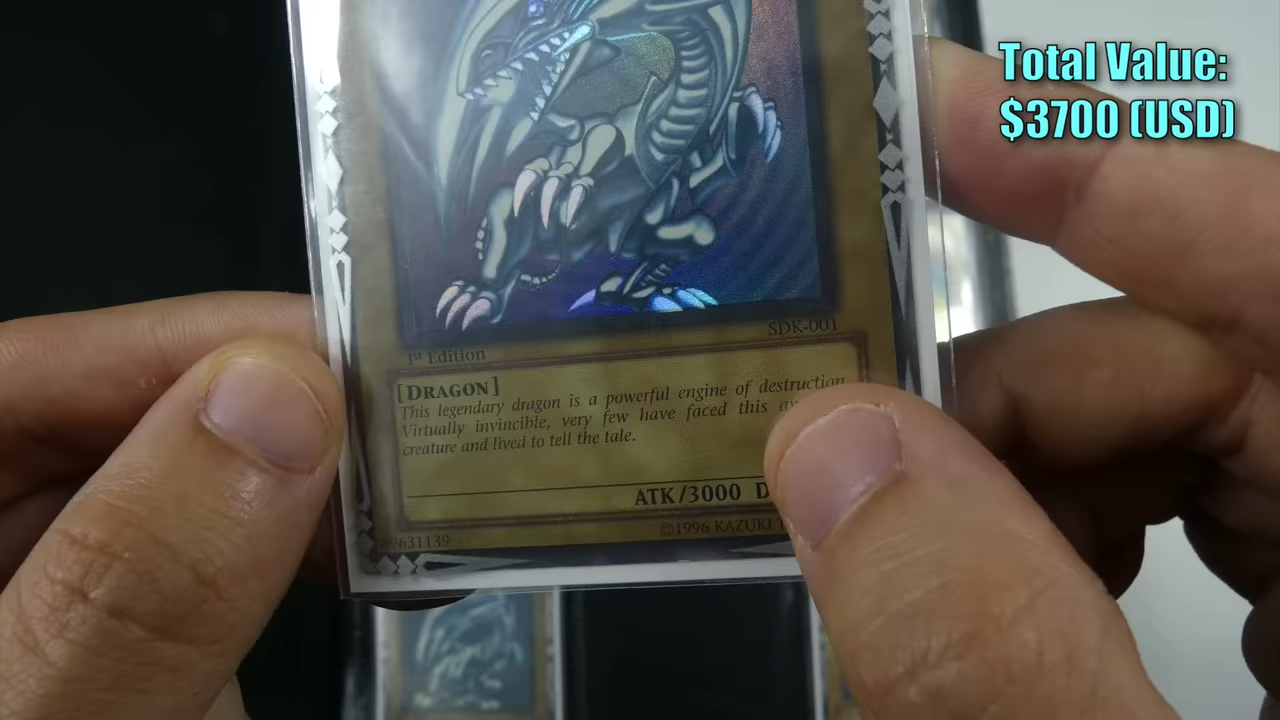 Total Value:
$3700 (USD)
SDK-001
1st Edition
[DRAGON]
This legendary dragon is a powerful engine of destruction
Virtually invincible, very few have faced this
creature and lived to tell the tale.
ATK/3000 D
89631139
©1996 KAZUKI